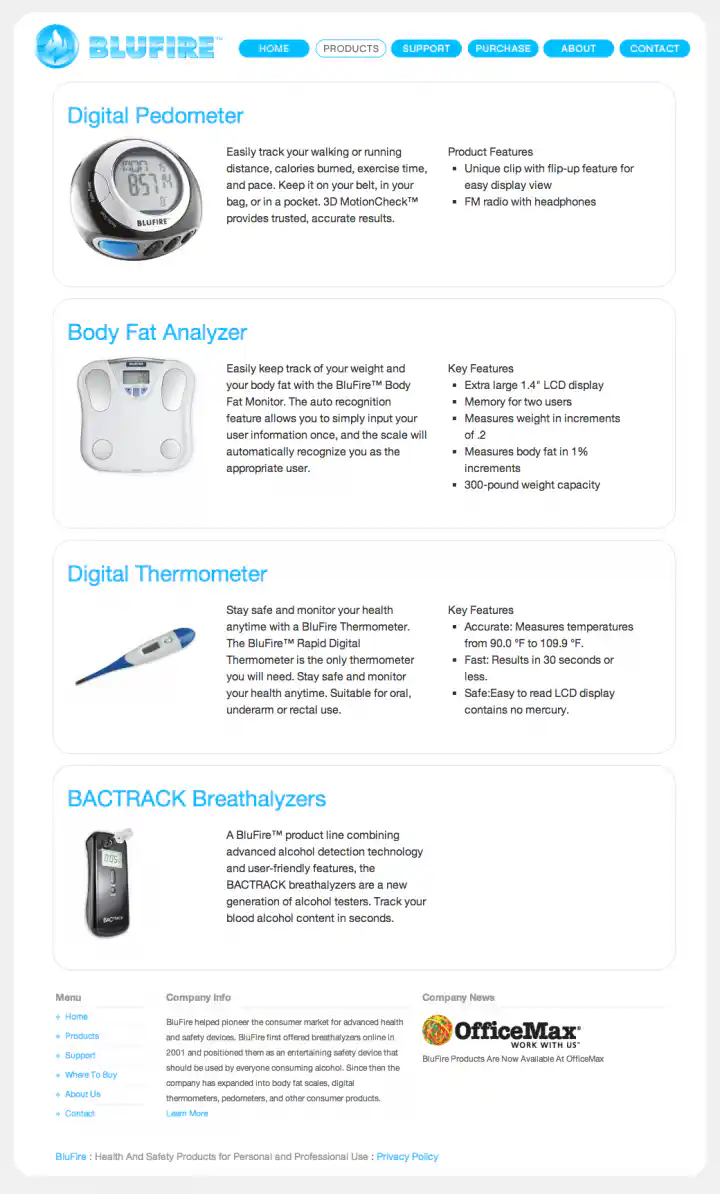 BLUFIRE™
HOME PRODUCTS SUPPORT PURCHASE ABOUT CONTACT
Digital Pedometer
BLUFIRE
Easily track your walking or running
distance, calories burned, exercise time,
and pace. Keep it on your belt, in your
bag, or in a pocket. 3D MotionCheck™
provides trusted, accurate results.
Product Features
▪ Unique clip with flip-up feature for
easy display view
▪ FM radio with headphones
Body Fat Analyzer
Easily keep track of your weight and
your body fat with the BluFire™ Body
Fat Monitor. The auto recognition
feature allows you to simply input your
user information once, and the scale will
automatically recognize you as the
appropriate user.
Key Features
▪ Extra large 1.4" LCD display
▪ Memory for two users
▪ Measures weight in increments
of .2
▪ Measures body fat in 1%
increments
▪ 300-pound weight capacity
Digital Thermometer
Stay safe and monitor your health
anytime with a BluFire Thermometer.
The BluFire™ Rapid Digital
Thermometer is the only thermometer
you will need. Stay safe and monitor
your health anytime. Suitable for oral,
underarm or rectal use.
Key Features
▪ Accurate: Measures temperatures
from 90.0 °F to 109.9 °F.
▪ Fast: Results in 30 seconds or
less.
▪ Safe:Easy to read LCD display
contains no mercury.
BACTRACK Breathalyzers
BACTRACK
A BluFire™ product line combining
advanced alcohol detection technology
and user-friendly features, the
BACTRACK breathalyzers are a new
generation of alcohol testers. Track your
blood alcohol content in seconds.
Menu
+ Home
+ Products
+ Support
+ Where To Buy
+ About Us
+ Contact
Company Info
BluFire helped pioneer the consumer market for advanced health
and safety devices. BluFire first offered breathalyzers online in
2001 and positioned them as an entertaining safety device that
should be used by everyone consuming alcohol. Since then the
company has expanded into body fat scales, digital
thermometers, pedometers, and other consumer products.
Learn More
Company News
OfficeMax®
WORK WITH US™
BluFire Products Are Now Available At OfficeMax
BluFire : Health And Safety Products for Personal and Professional Use : Privacy Policy